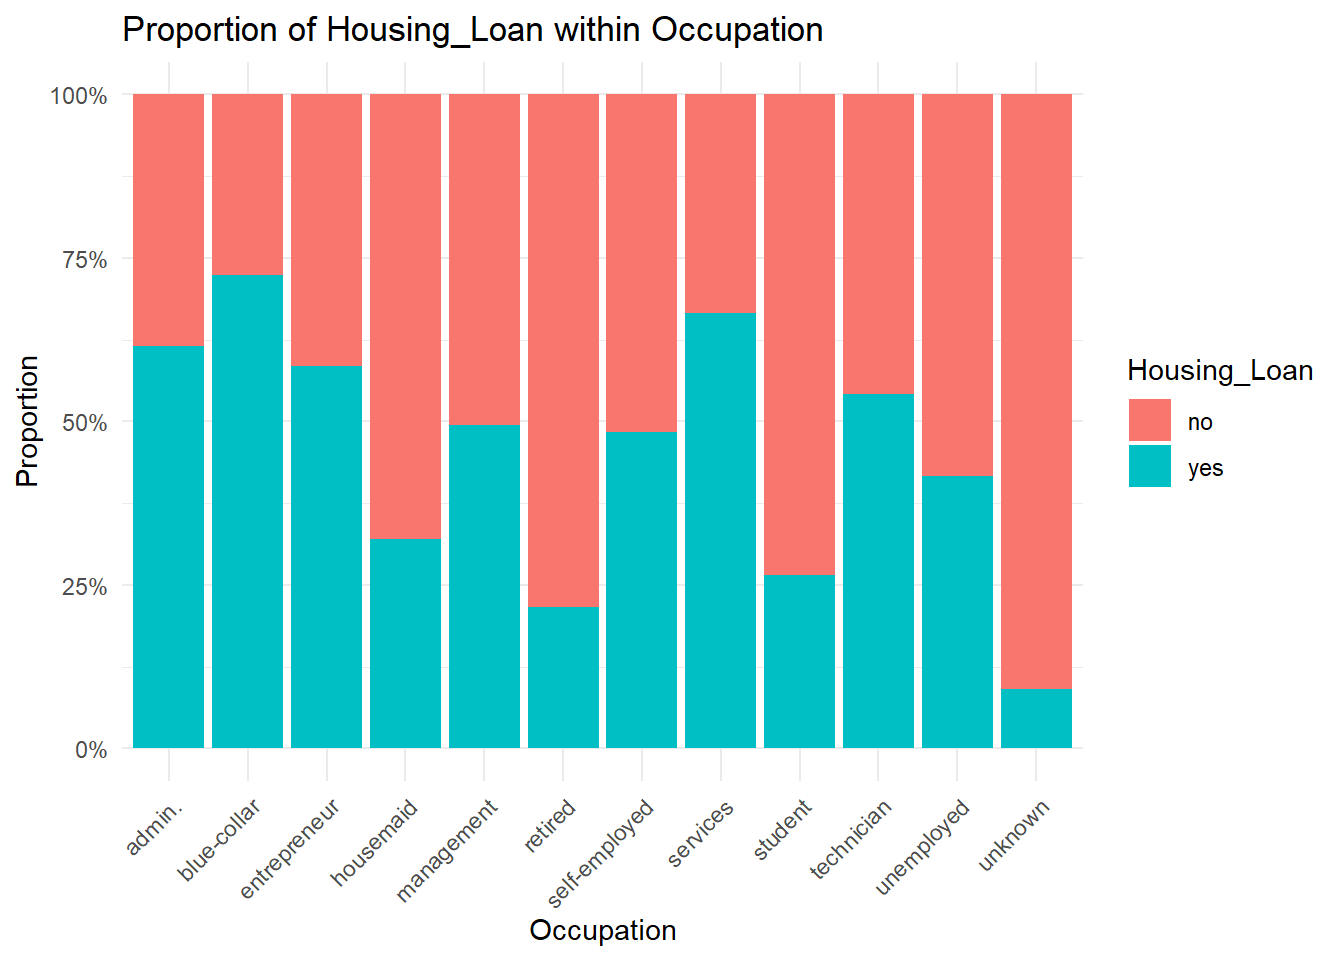 Proportion of Housing_Loan within Occupation
100%
75%
50%
25%
0%
Proportion
admin.
blue-collar
entrepreneur
housemaid
management
retired
self-employed
services
student
technician
unemployed
unknown
Occupation
Housing_Loan
no
yes